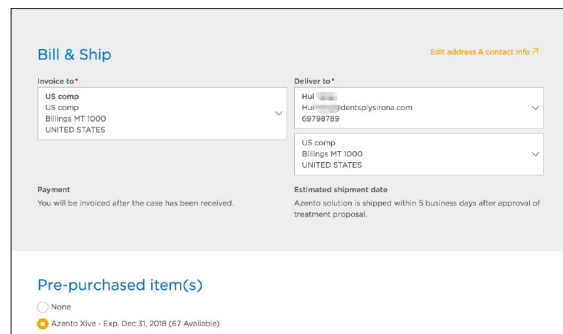 Bill & Ship
Edit address & contact info
Invoice to*
US comp
US comp
Billings MT 1000
UNITED STATES
Deliver to*
Hui
Hui dentsplysirona.com
69798789
US comp
Billings MT 1000
UNITED STATES
Payment
You will be invoiced after the case has been received.
Estimated shipment date
Azento solution is shipped within 5 business days after approval of
treatment proposal.
Pre-purchased item(s)
None
Azento Xive - Exp. Dec 31, 2018 (67 Available)